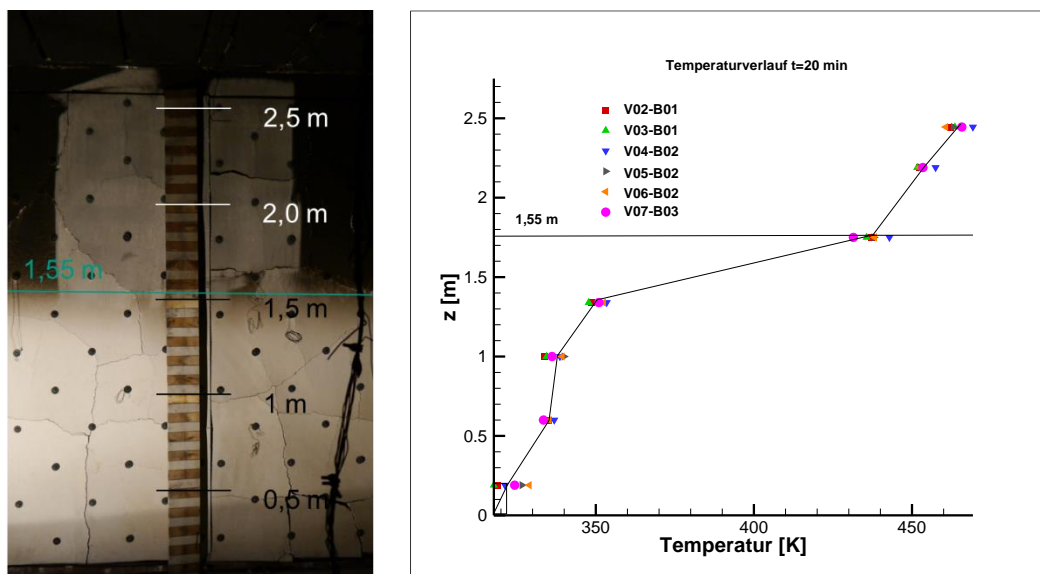 2,5 m
2,0 m
1,55 m
1,5 m
1 m
0,5 m
Temperaturverlauf t=20 min
V02-B01
V03-B01
V04-B02
V05-B02
V06-B02
V07-B03
1,55 m
z [m]
2.5
2
1.5
1
0.5
0
350
400
450
Temperatur [K]